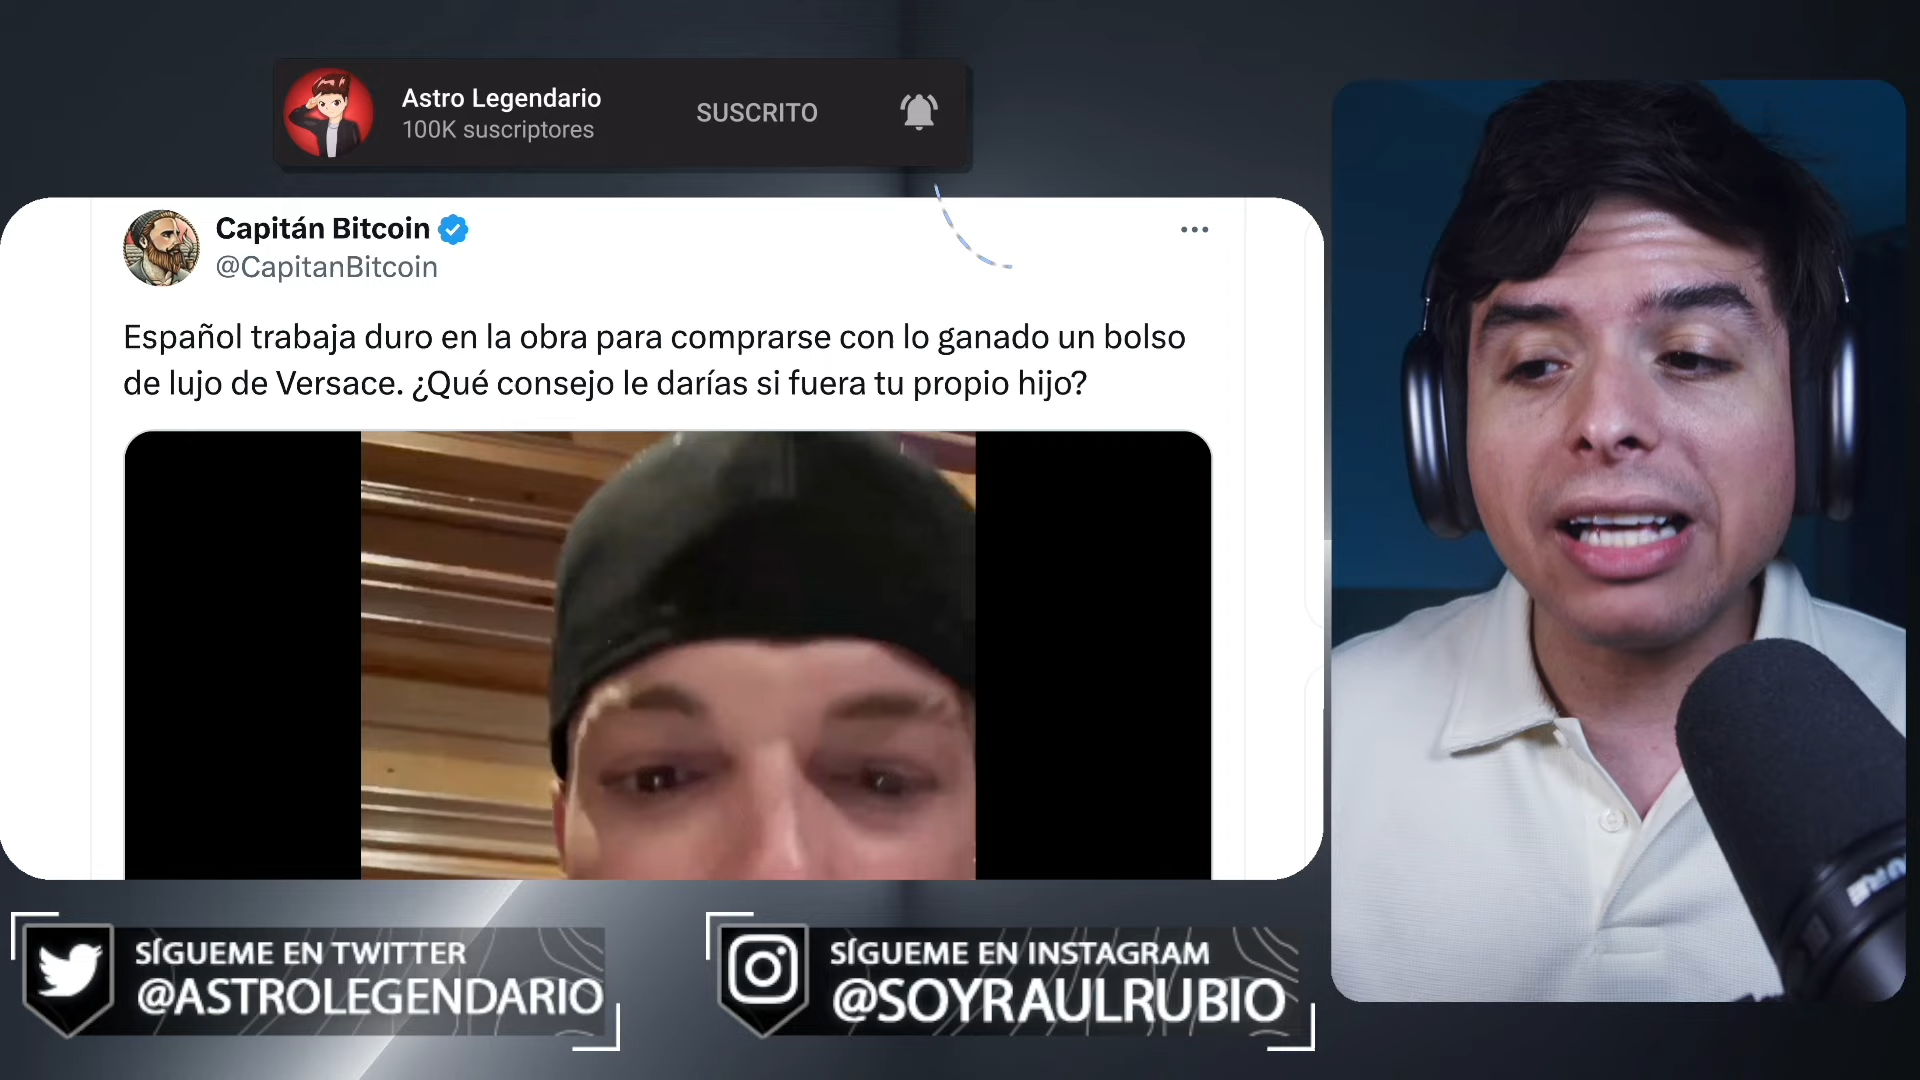 Astro Legendario
100K suscriptores
SUSCRITO
Capitán Bitcoin
@CapitanBitcoin
Español trabaja duro en la obra para comprarse con lo ganado un bolso
de lujo de Versace. ¿Qué consejo le darías si fuera tu propio hijo?
SÍGUEME EN TWITTER
@ASTROLEGENDARIO
SÍGUEME EN INSTAGRAM
@SOYRAULRUBIO